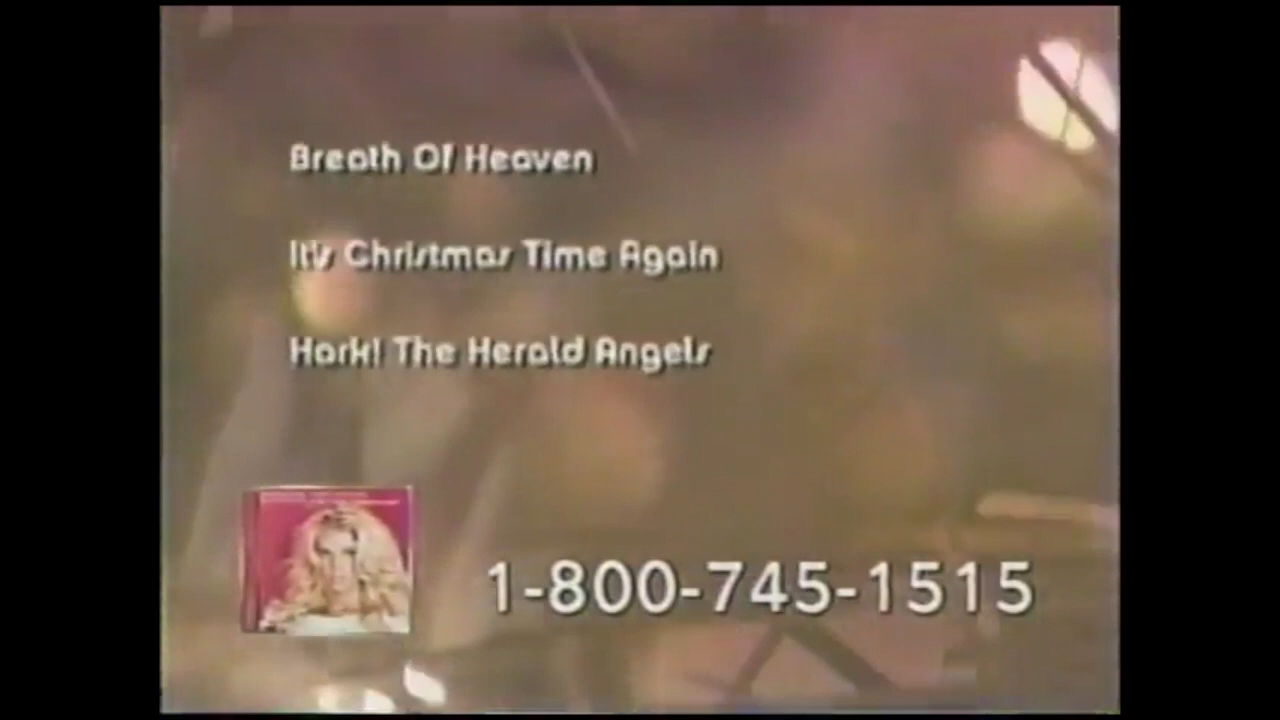 Breath Of Heaven
It's Christmas Time Again
Hark! The Herald Angels
1-800-745-1515